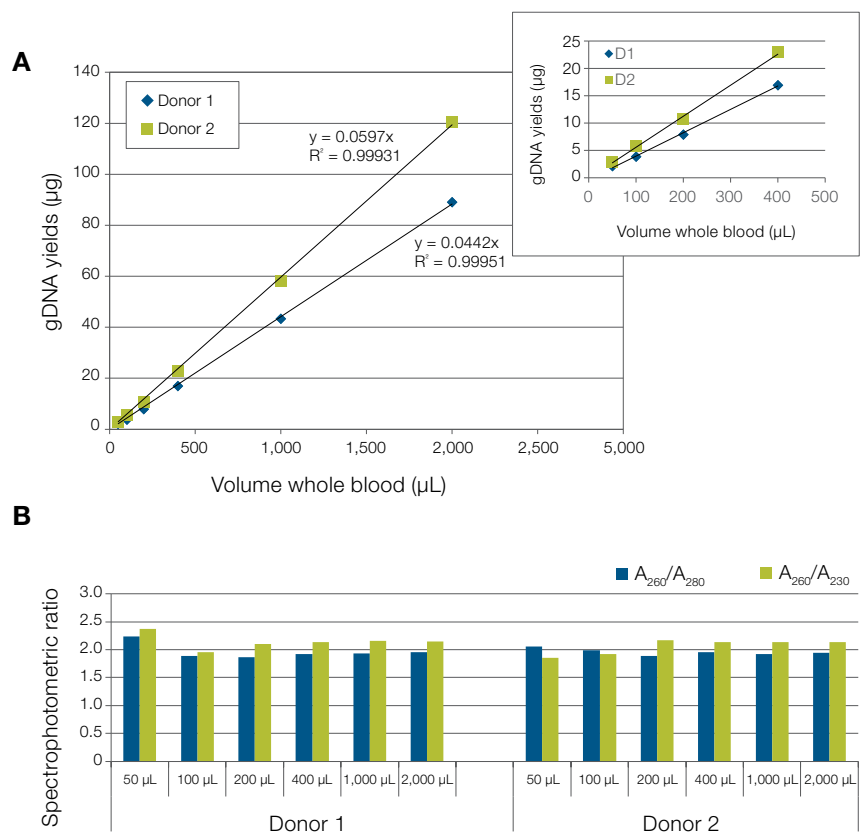 A
140
120
100
80
60
40
20
0
gDNA yields (µg)
Donor 1
Donor 2
y = 0.0597x
R² = 0.99931
y = 0.0442x
R² = 0.99951
0
500
1,000
1,500
2,000
2,500
5,000
Volume whole blood (µL)
25
20
15
10
5
0
gDNA yields (µg)
D1
D2
0
100
200
300
400
500
Volume whole blood (µL)
B
A₂₆₀/A₂₈₀
A₂₆₀/A₂₃₀
Spectrophotometric ratio
3.0
2.5
2.0
1.5
1.0
0.5
0
50 µL
100 µL
200 µL
400 µL
1,000 µL
2,000 µL
50 µL
100 µL
200 µL
400 µL
1,000 µL
2,000 µL
Donor 1
Donor 2